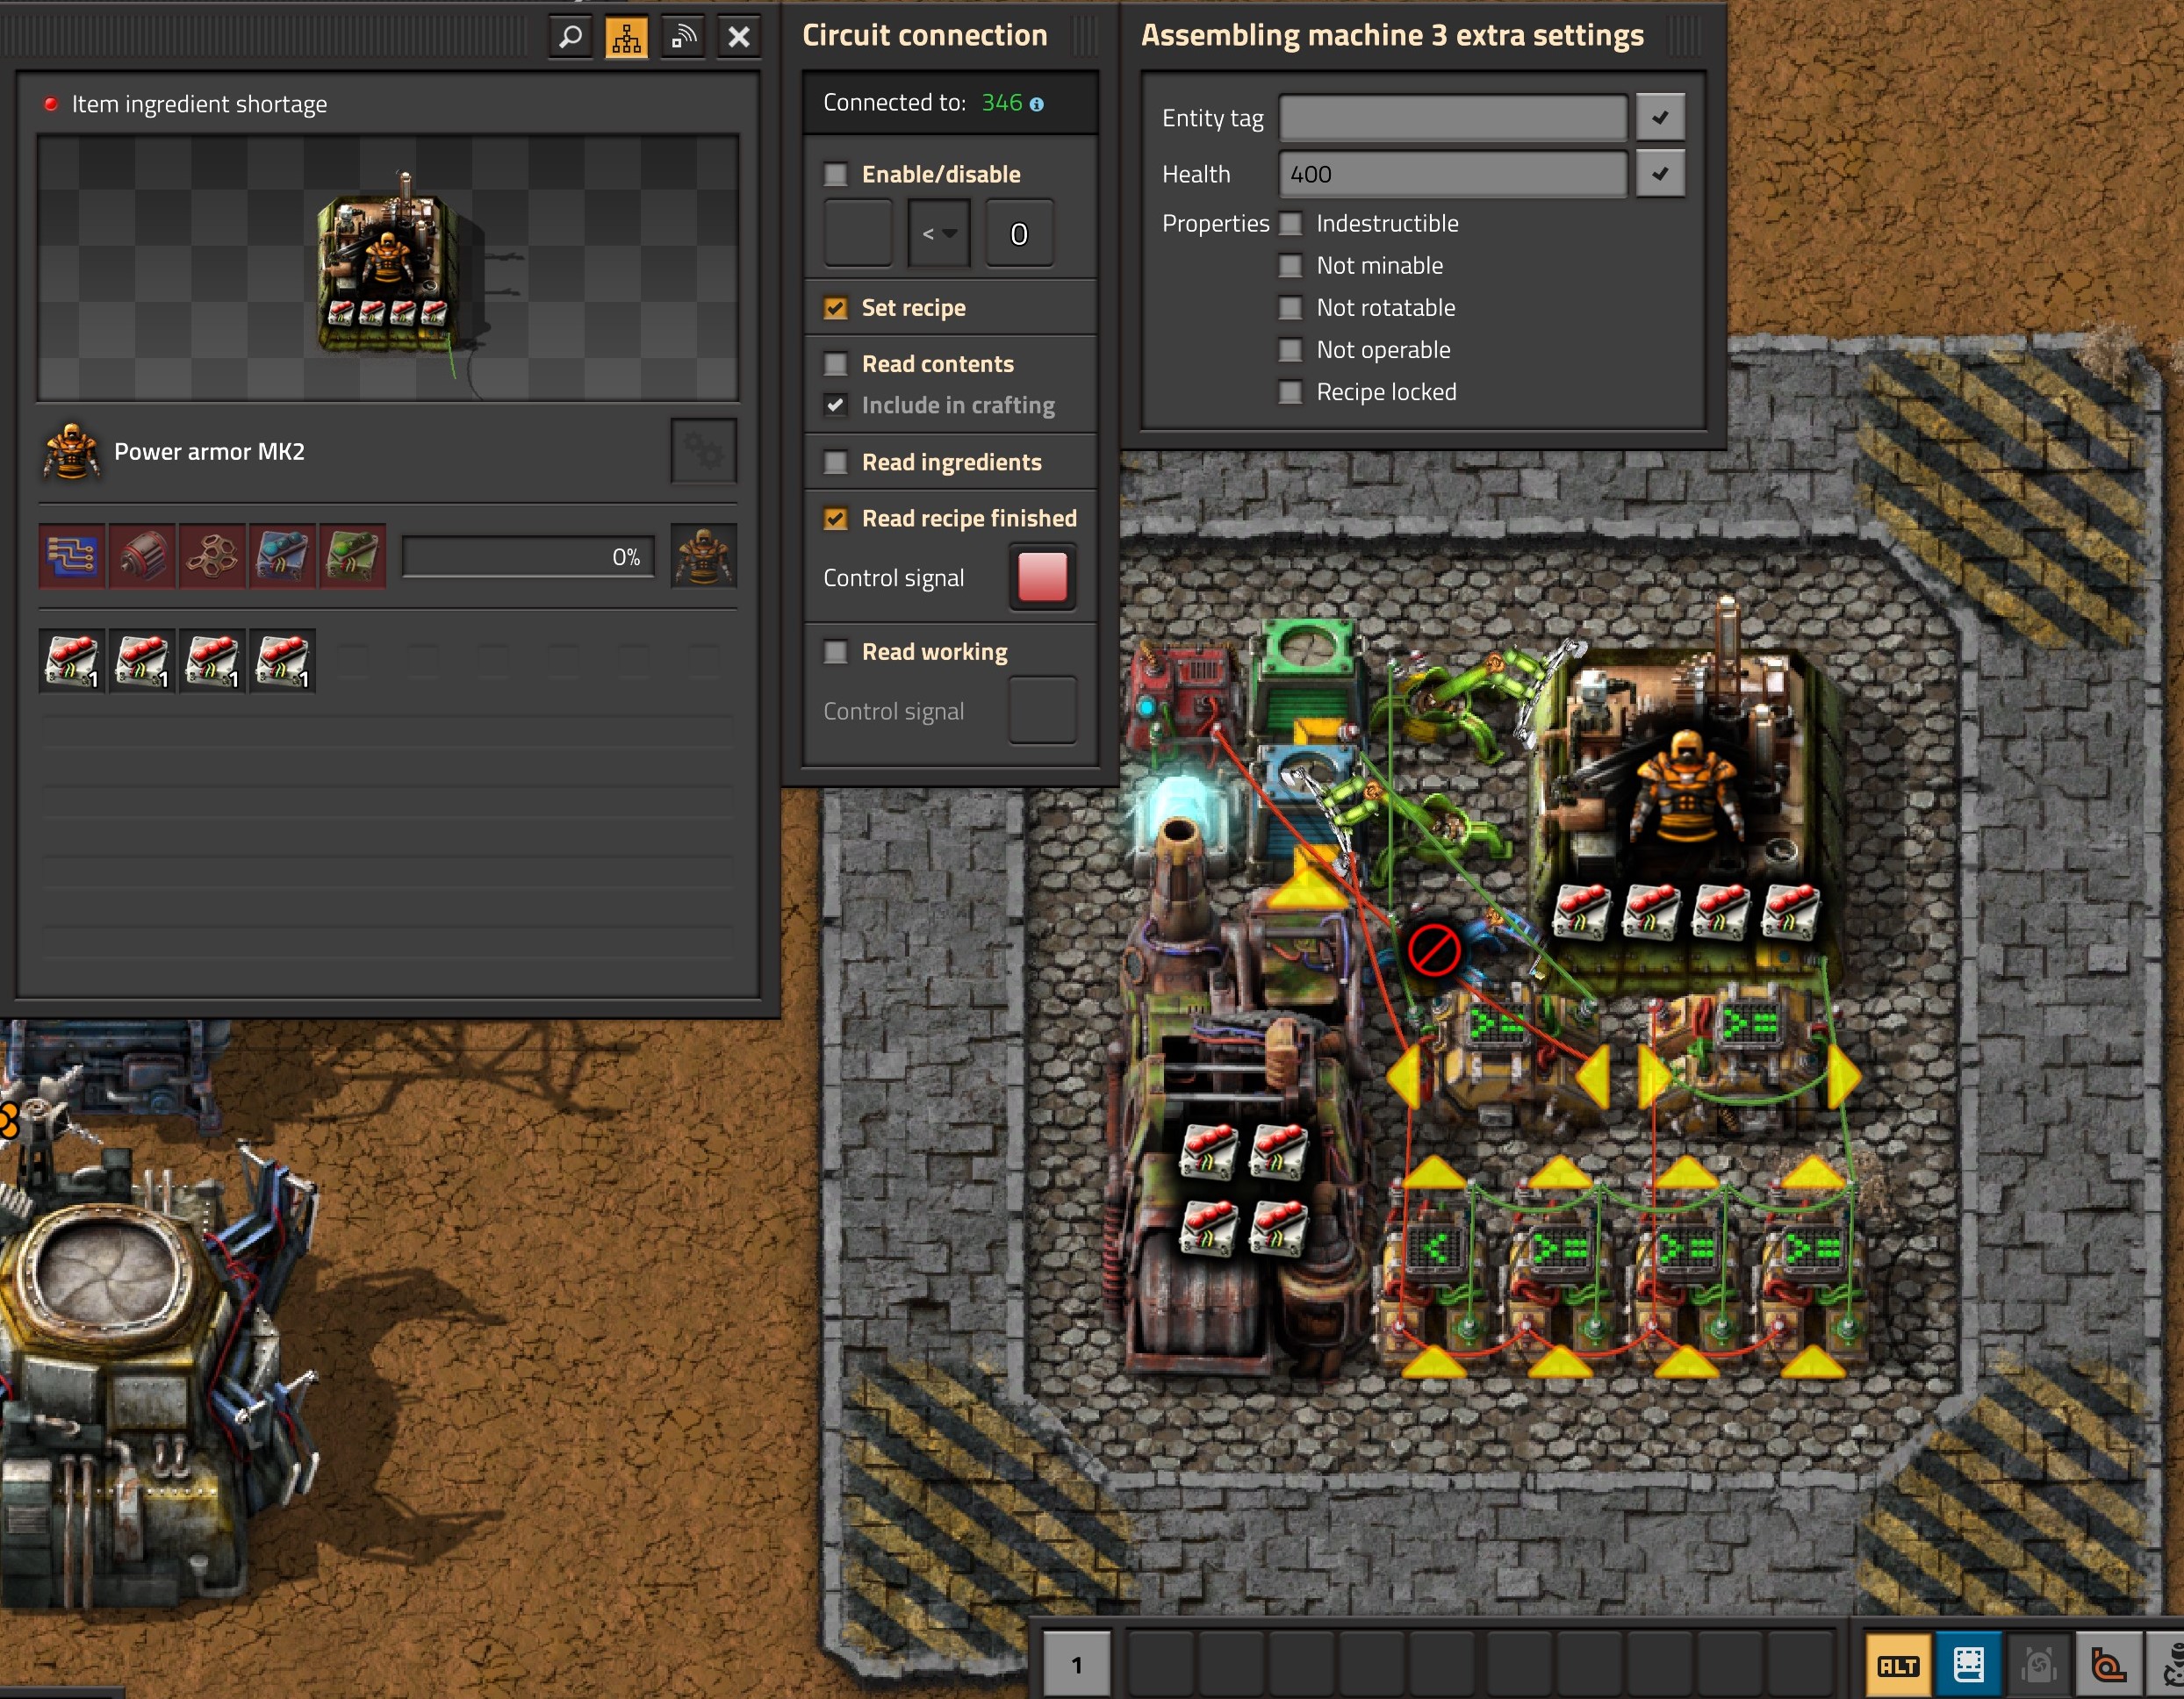 Item ingredient shortage
Power armor MK2
0%
1 1 1 1
Circuit connection
Connected to: 346
Enable/disable
< 0
Set recipe
Read contents
Include in crafting
Read ingredients
Read recipe finished
Control signal
Read working
Control signal
Assembling machine 3 extra settings
Entity tag
Health 400
Properties Indestructible
Not minable
Not rotatable
Not operable
Recipe locked
>= >=
< >= >= >=
1
ALT